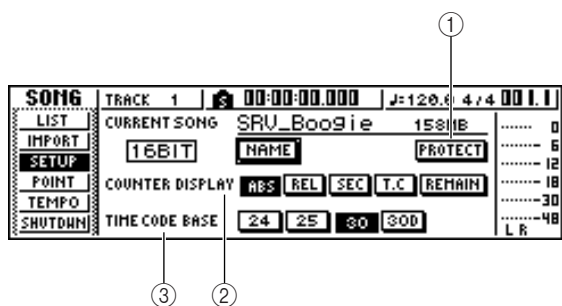 ①
SONG TRACK 1 S 00:00:00.000 ♩=120.0 4/4 001.1
LIST CURRENT SONG SRV_Boogie 158MB 0
IMPORT 16BIT NAME PROTECT 6
SETUP 12
POINT COUNTER DISPLAY ABS REL SEC T.C REMAIN 18
TEMPO 30
SHUTDWN TIME CODE BASE 24 25 30 30D 48
L R
③ ②